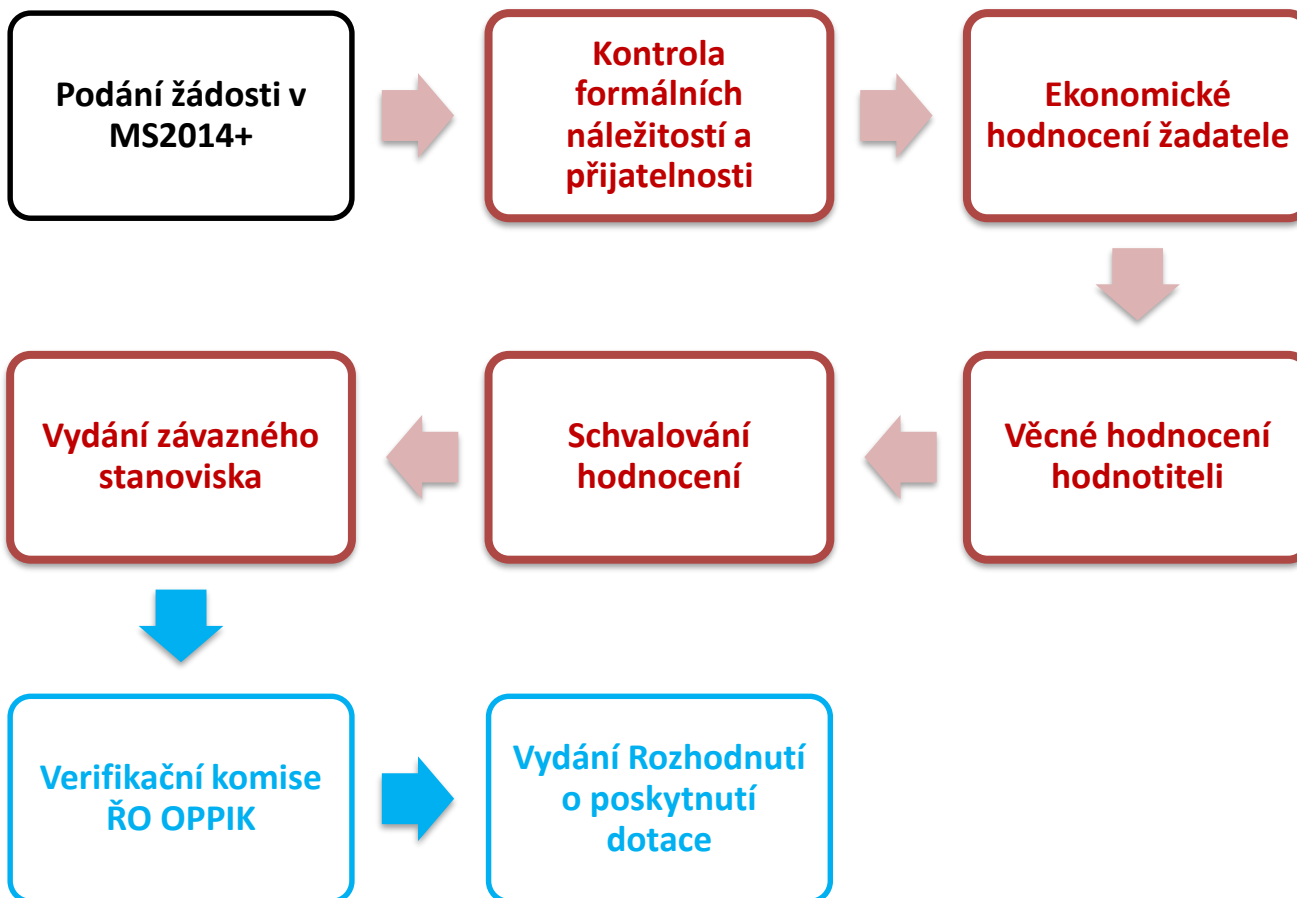 Podání žádosti v
MS2014+
Kontrola
formálních
náležitostí a
přijatelnosti
Ekonomické
hodnocení žadatele
Věcné hodnocení
hodnotiteli
Schvalování
hodnocení
Vydání závazného
stanoviska
Verifikační komise
ŘO OPPIK
Vydání Rozhodnutí
o poskytnutí
dotace